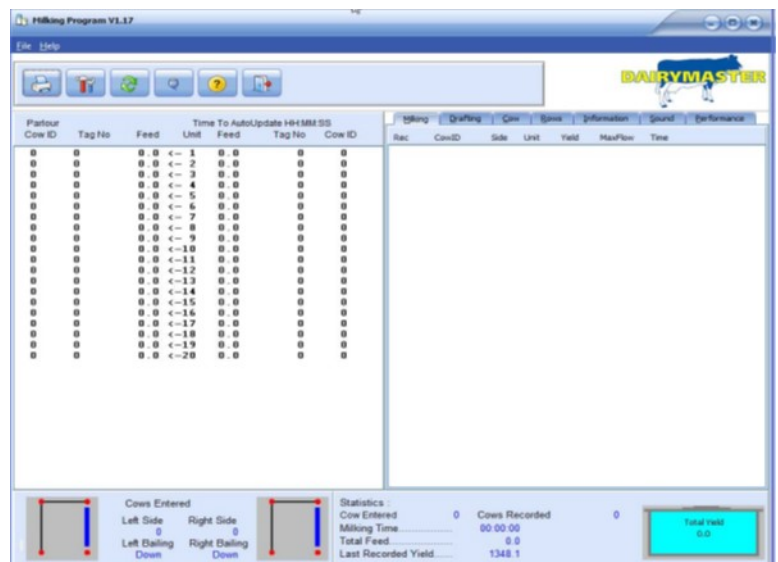 Milking Program V1.17
File Help
DAIRYMASTER
Parlour Time To AutoUpdate HH:MM:SS
Cow ID Tag No Feed Unit Feed Tag No Cow ID
0 0 0.0 <- 1 0.0 0 0
0 0 0.0 <- 2 0.0 0 0
0 0 0.0 <- 3 0.0 0 0
0 0 0.0 <- 4 0.0 0 0
0 0 0.0 <- 5 0.0 0 0
0 0 0.0 <- 6 0.0 0 0
0 0 0.0 <- 7 0.0 0 0
0 0 0.0 <- 8 0.0 0 0
0 0 0.0 <- 9 0.0 0 0
0 0 0.0 <-10 0.0 0 0
0 0 0.0 <-11 0.0 0 0
0 0 0.0 <-12 0.0 0 0
0 0 0.0 <-13 0.0 0 0
0 0 0.0 <-14 0.0 0 0
0 0 0.0 <-15 0.0 0 0
0 0 0.0 <-16 0.0 0 0
0 0 0.0 <-17 0.0 0 0
0 0 0.0 <-18 0.0 0 0
0 0 0.0 <-19 0.0 0 0
0 0 0.0 <-20 0.0 0 0
Milking Drafting Cow Rows Information Sound Performance
Rec CowID Side Unit Yield MaxFlow Time
Cows Entered
Left Side Right Side
0 0
Left Bailing Right Bailing
Down Down
Statistics :
Cow Entered 0 Cows Recorded 0
Milking Time 00:00:00
Total Feed 0.0
Last Recorded Yield 1348.1
Total Yield
0.0